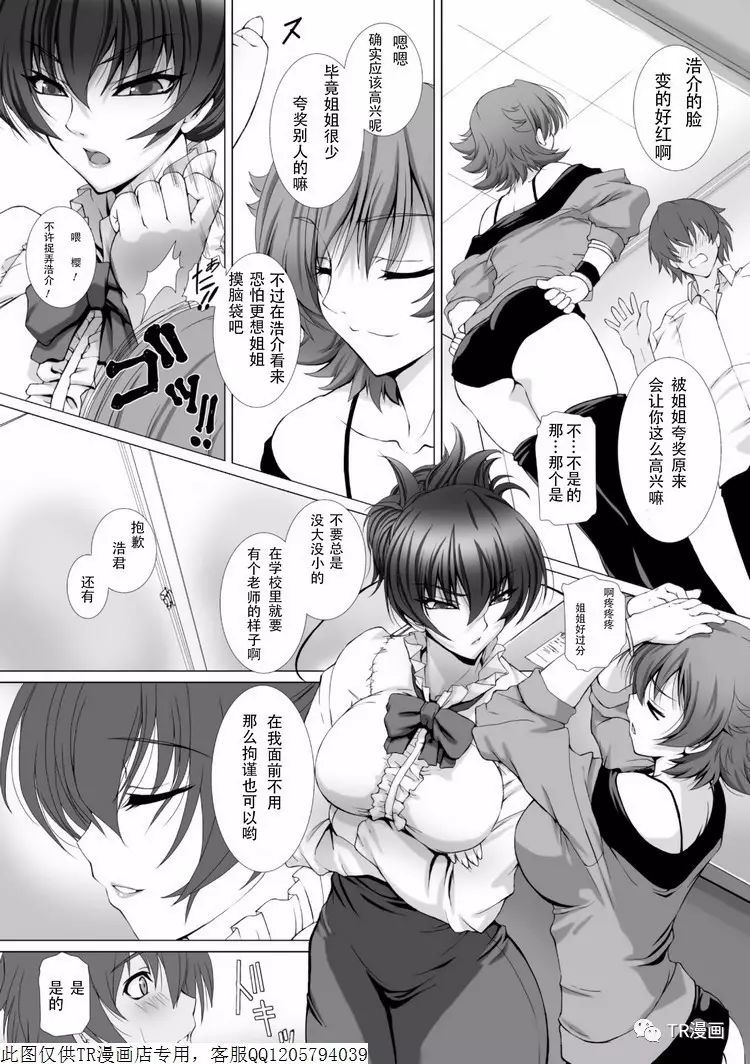 浩介的脸
变的好红啊
被姐姐夸奖原来
会让你这么高兴嘛
不…不是的
那…那个是
嗯嗯
确实应该高兴呢
毕竟姐姐很少
夸奖别人的嘛
不过在浩介看来
恐怕更想姐姐
摸脑袋吧
喂 樱!
不许捉弄浩介!
啊疼疼疼
姐姐好过分
不要总是
没大没小的
在学校里就要
有个老师的样子啊
抱歉
浩君
还有
在我面前不用
那么拘谨也可以哟
是
是的
TR漫画
此图仅供TR漫画店专用，客服QQ1205794039